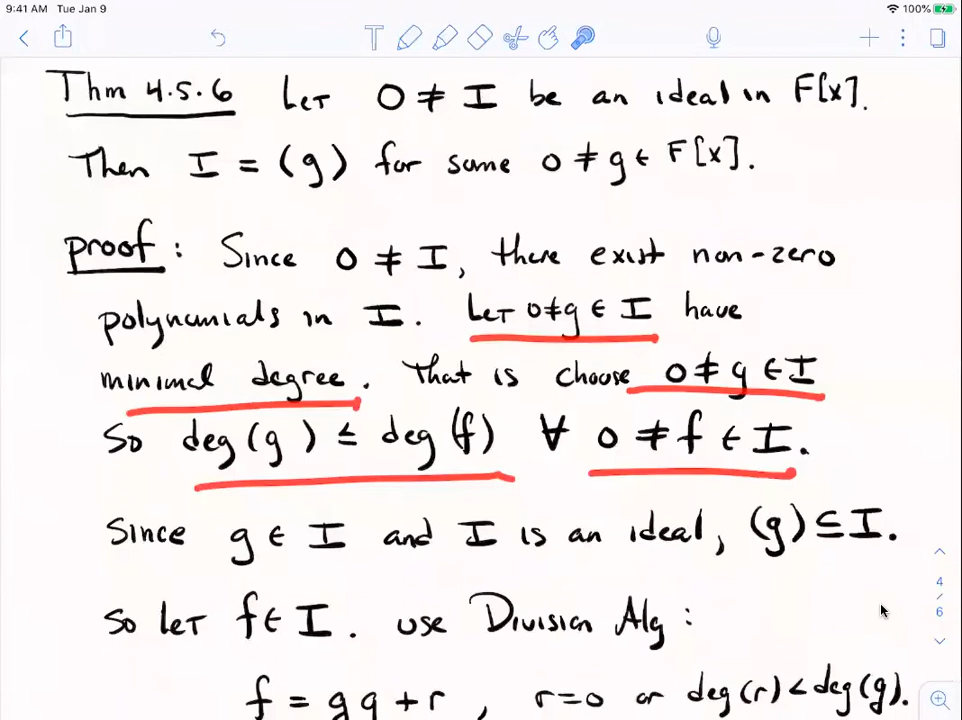 9:41 AM Tue Jan 9
100%
Thm 4.5.6 Let 0 ≠ I be an ideal in F[x].
Then I = (g) for some 0 ≠ g ∈ F[x].
proof : Since 0 ≠ I, there exist non-zero
polynomials in I. Let 0≠g ∈ I have
minimal degree. That is choose 0 ≠ g ∈ I
So deg(g) ≤ deg(f) ∀ 0 ≠ f ∈ I.
Since g ∈ I and I is an ideal, (g) ⊆ I.
So Let f ∈ I. use Division Alg :
f = gq + r , r=0 or deg(r) < deg(g).
4
/
6